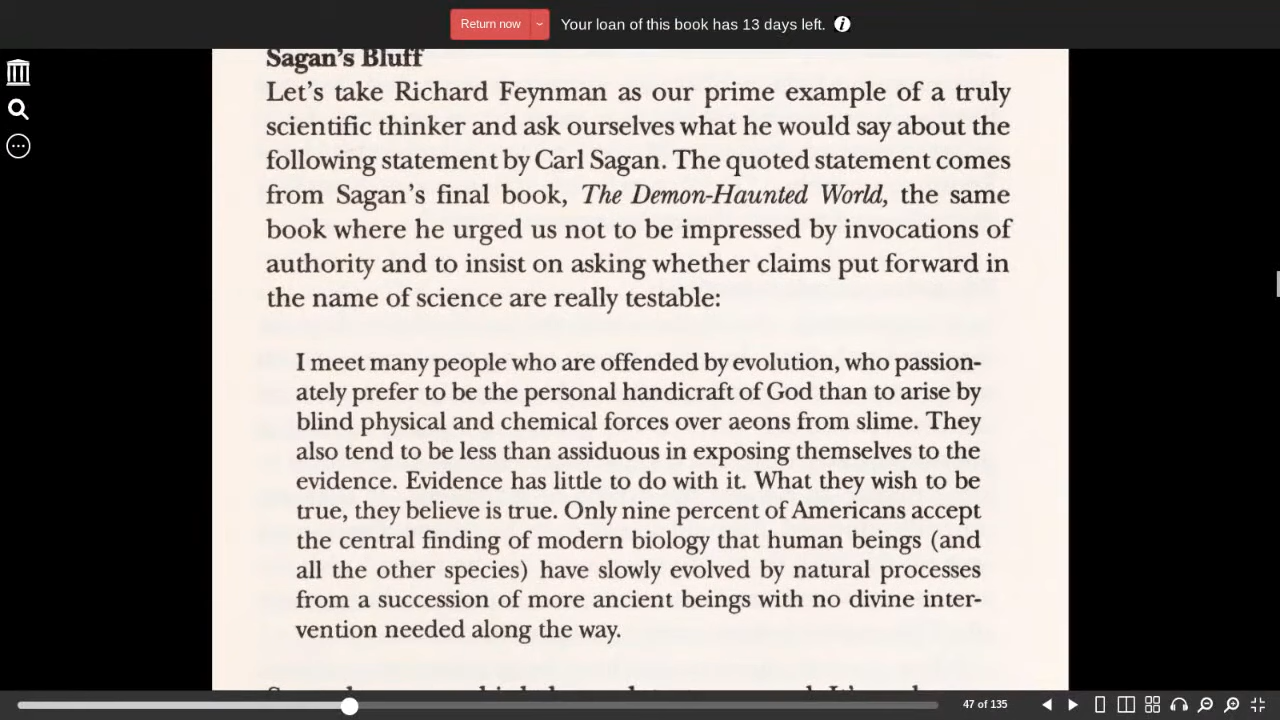 Return now
Your loan of this book has 13 days left.
Sagan's Bluff
Let's take Richard Feynman as our prime example of a truly
scientific thinker and ask ourselves what he would say about the
following statement by Carl Sagan. The quoted statement comes
from Sagan's final book, The Demon-Haunted World, the same
book where he urged us not to be impressed by invocations of
authority and to insist on asking whether claims put forward in
the name of science are really testable:
I meet many people who are offended by evolution, who passion-
ately prefer to be the personal handicraft of God than to arise by
blind physical and chemical forces over aeons from slime. They
also tend to be less than assiduous in exposing themselves to the
evidence. Evidence has little to do with it. What they wish to be
true, they believe is true. Only nine percent of Americans accept
the central finding of modern biology that human beings (and
all the other species) have slowly evolved by natural processes
from a succession of more ancient beings with no divine inter-
vention needed along the way.
47 of 135